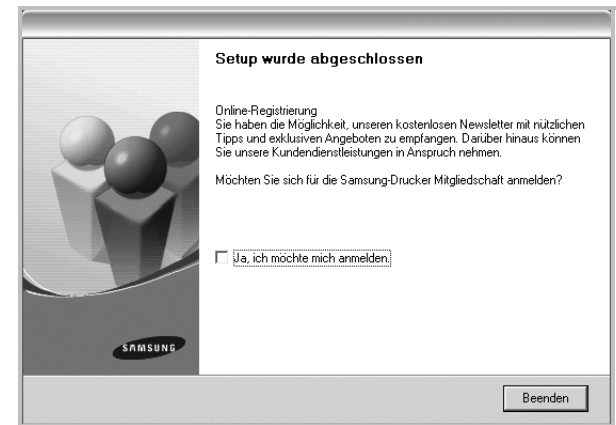 Setup wurde abgeschlossen
Online-Registrierung
Sie haben die Möglichkeit, unseren kostenlosen Newsletter mit nützlichen
Tipps und exklusiven Angeboten zu empfangen. Darüber hinaus können
Sie unsere Kundendienstleistungen in Anspruch nehmen.
Möchten Sie sich für die Samsung-Drucker Mitgliedschaft anmelden?
Ja, ich möchte mich anmelden.
SAMSUNG
Beenden